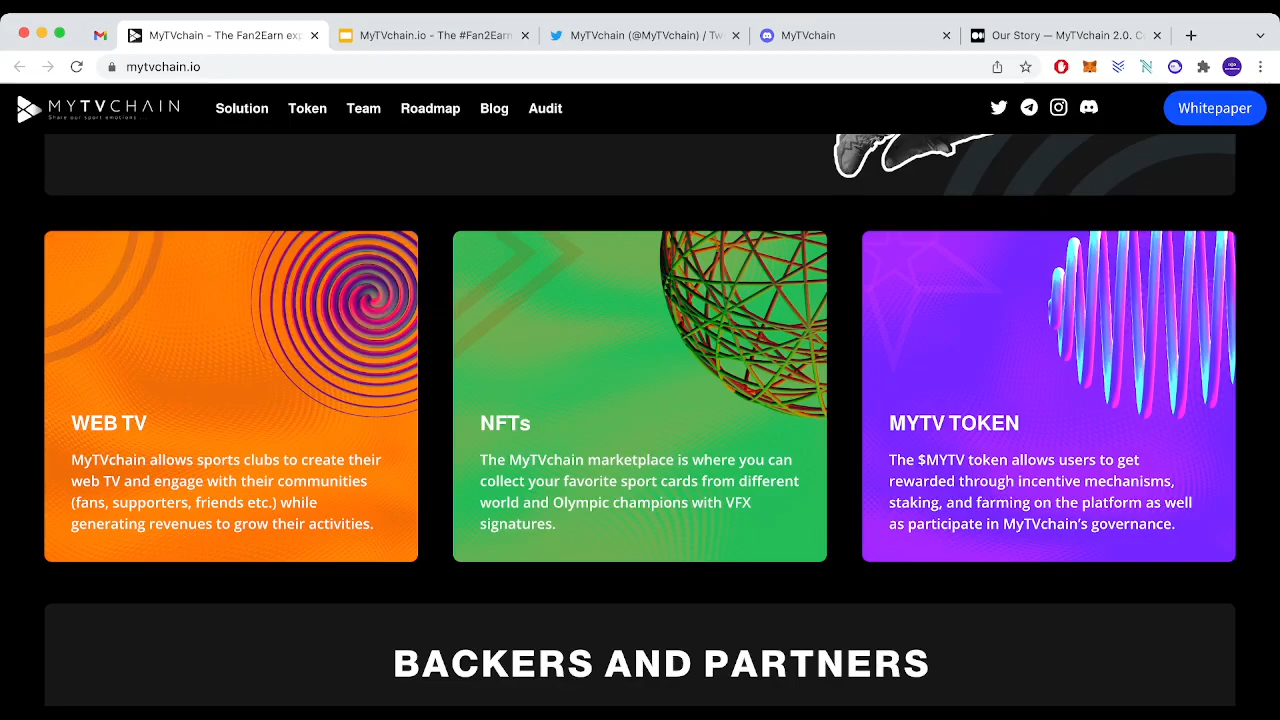 MyTVchain - The Fan2Earn exp
MyTVchain.io - The #Fan2Earn
MyTVchain (@MyTVchain) / Tw
MyTVchain
Our Story — MyTVchain 2.0. C
mytvchain.io
MYTVCHAIN
Share our sport emotions ...
Solution
Token
Team
Roadmap
Blog
Audit
Whitepaper
WEB TV
MyTVchain allows sports clubs to create their
web TV and engage with their communities
(fans, supporters, friends etc.) while
generating revenues to grow their activities.
NFTs
The MyTVchain marketplace is where you can
collect your favorite sport cards from different
world and Olympic champions with VFX
signatures.
MYTV TOKEN
The $MYTV token allows users to get
rewarded through incentive mechanisms,
staking, and farming on the platform as well
as participate in MyTVchain's governance.
BACKERS AND PARTNERS